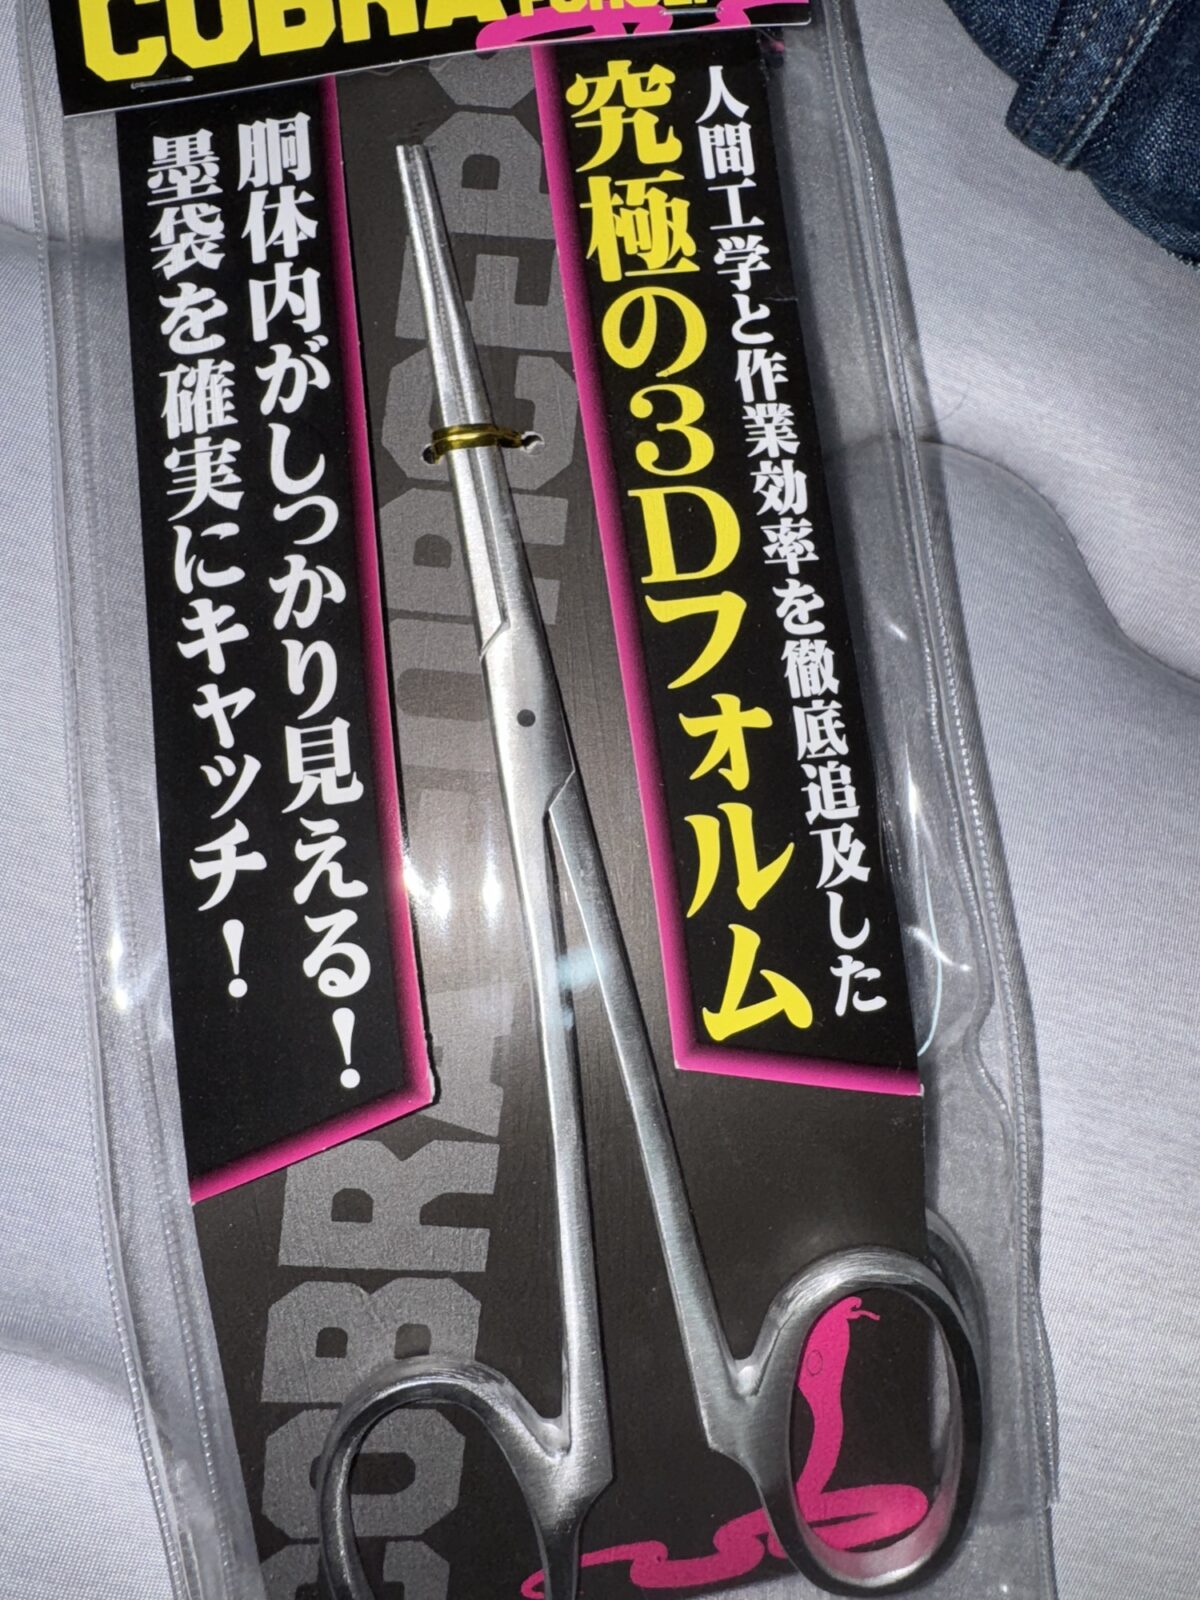 COBRA
人間工学と作業効率を徹底追及した
究極の3Dフォルム
胴体内がしっかり見える!
墨袋を確実にキャッチ!
COBRA